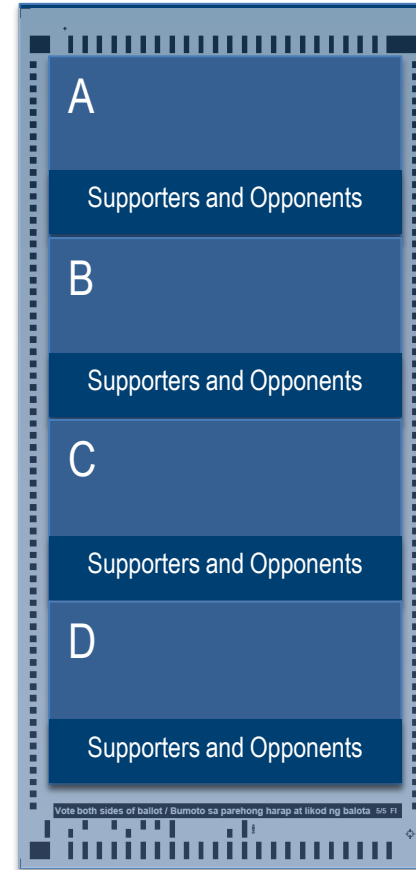 A
Supporters and Opponents
B
Supporters and Opponents
C
Supporters and Opponents
D
Supporters and Opponents
Vote both sides of ballot / Bumoto sa parehong harap at likod ng balota 5/5 FI